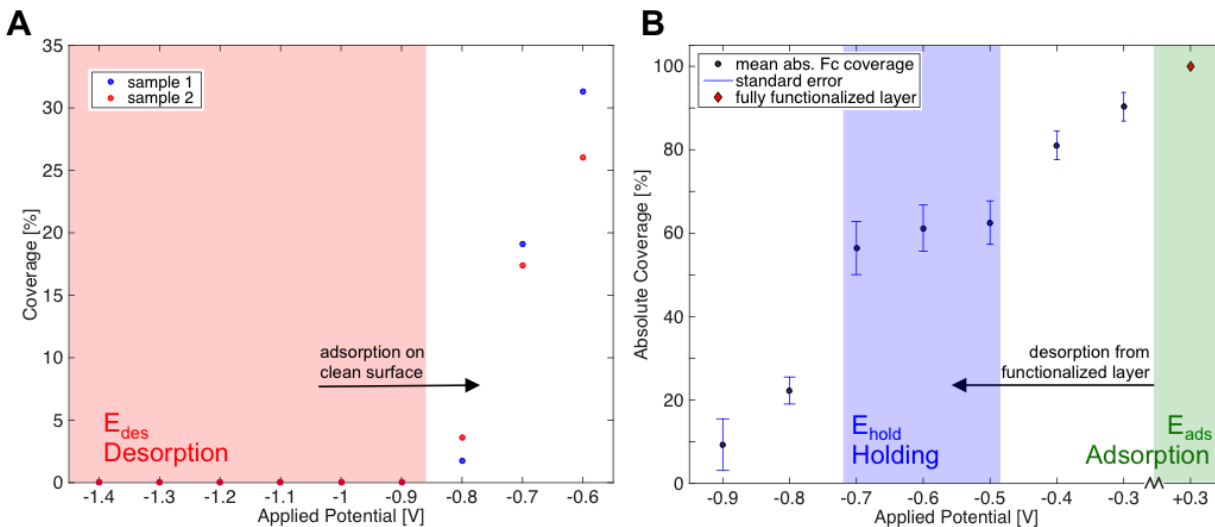 A
35
30
25
20
15
10
5
0
Coverage [%]
sample 1
sample 2
adsorption on
clean surface
E_des
Desorption
-1.4 -1.3 -1.2 -1.1 -1 -0.9 -0.8 -0.7 -0.6
Applied Potential [V]
B
100
80
60
40
20
0
Absolute Coverage [%]
mean abs. Fc coverage
standard error
fully functionalized layer
desorption from
functionalized layer
E_hold
Holding
E_ads
Adsorption
-0.9 -0.8 -0.7 -0.6 -0.5 -0.4 -0.3 +0.3
Applied Potential [V]